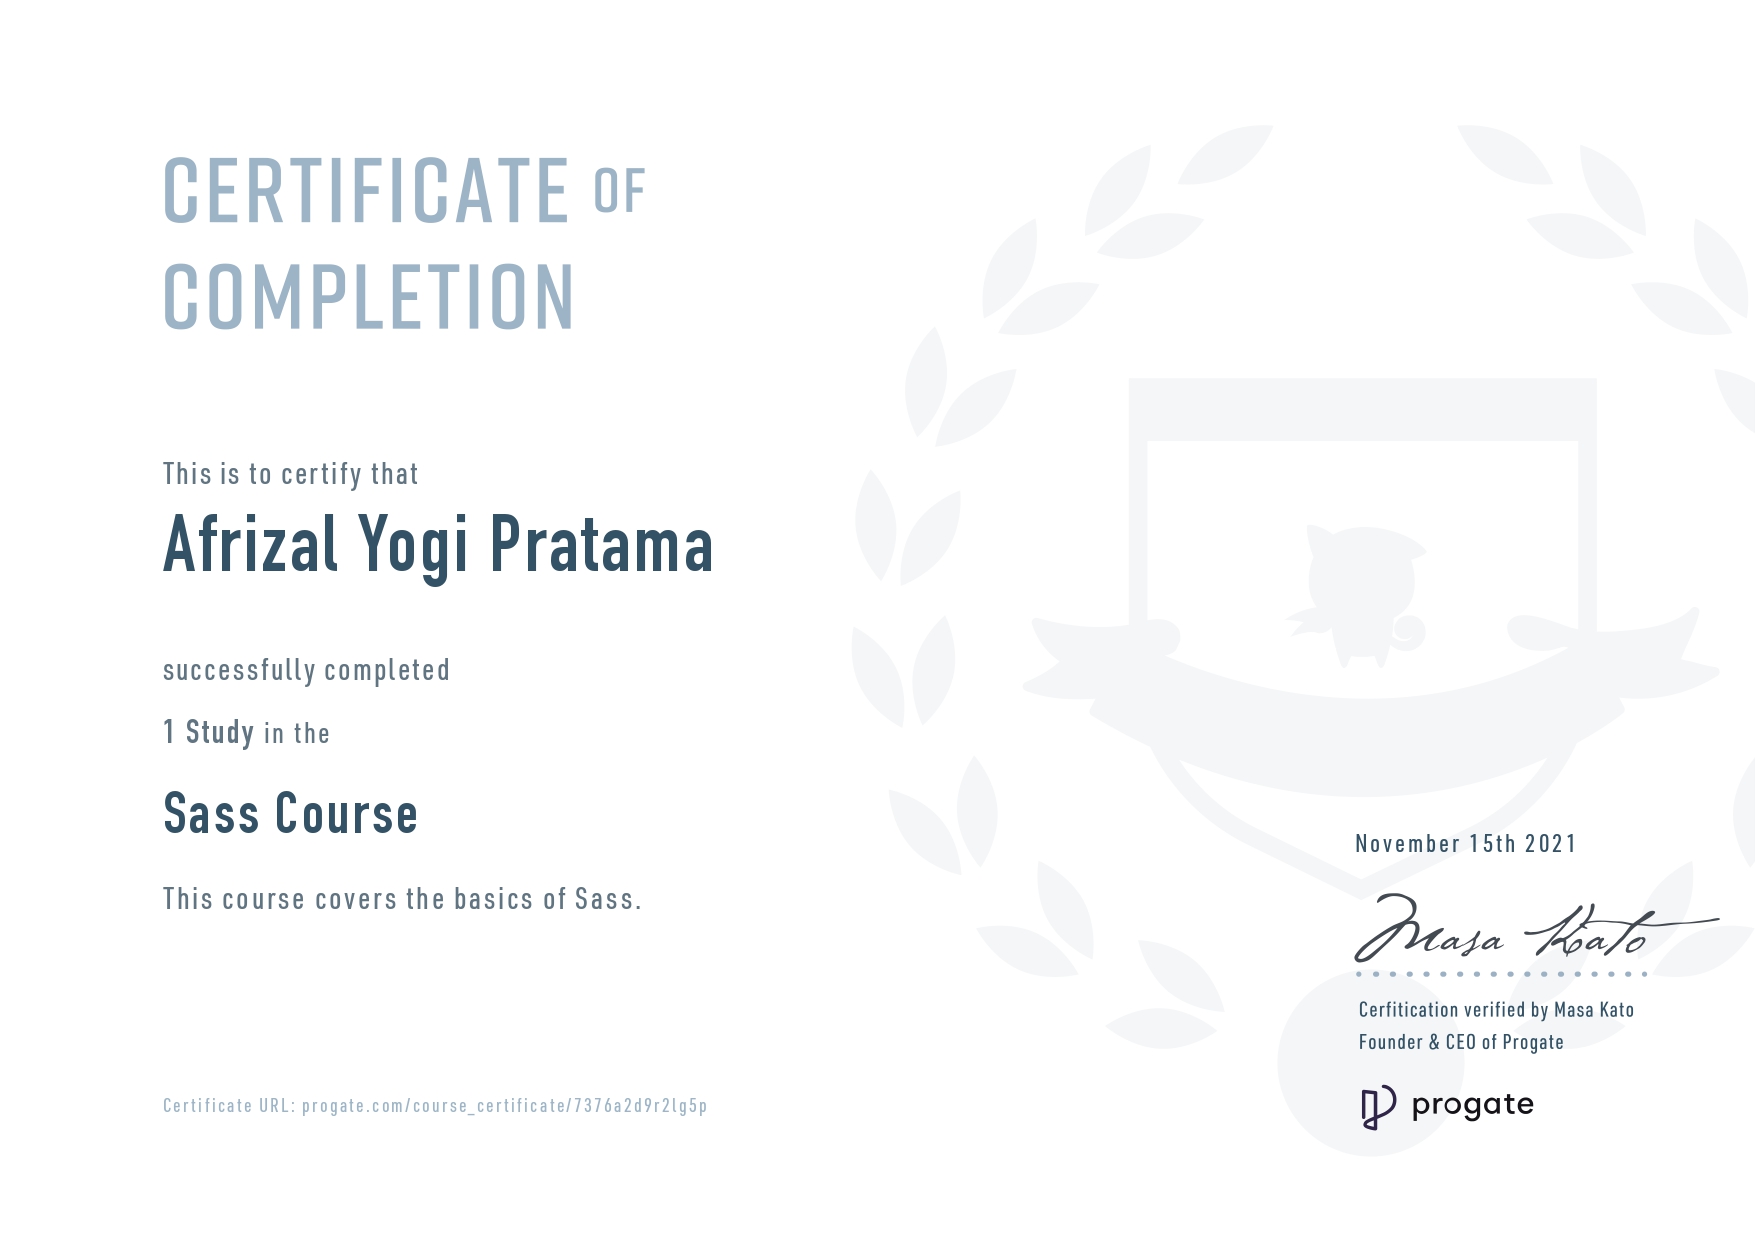 CERTIFICATE OF
COMPLETION
This is to certify that
Afrizal Yogi Pratama
successfully completed
1 Study in the
Sass Course
This course covers the basics of Sass.
November 15th 2021
Masa Kato
Cerfitication verified by Masa Kato
Founder & CEO of Progate
Certificate URL: progate.com/course_certificate/7376a2d9r2lg5p
progate